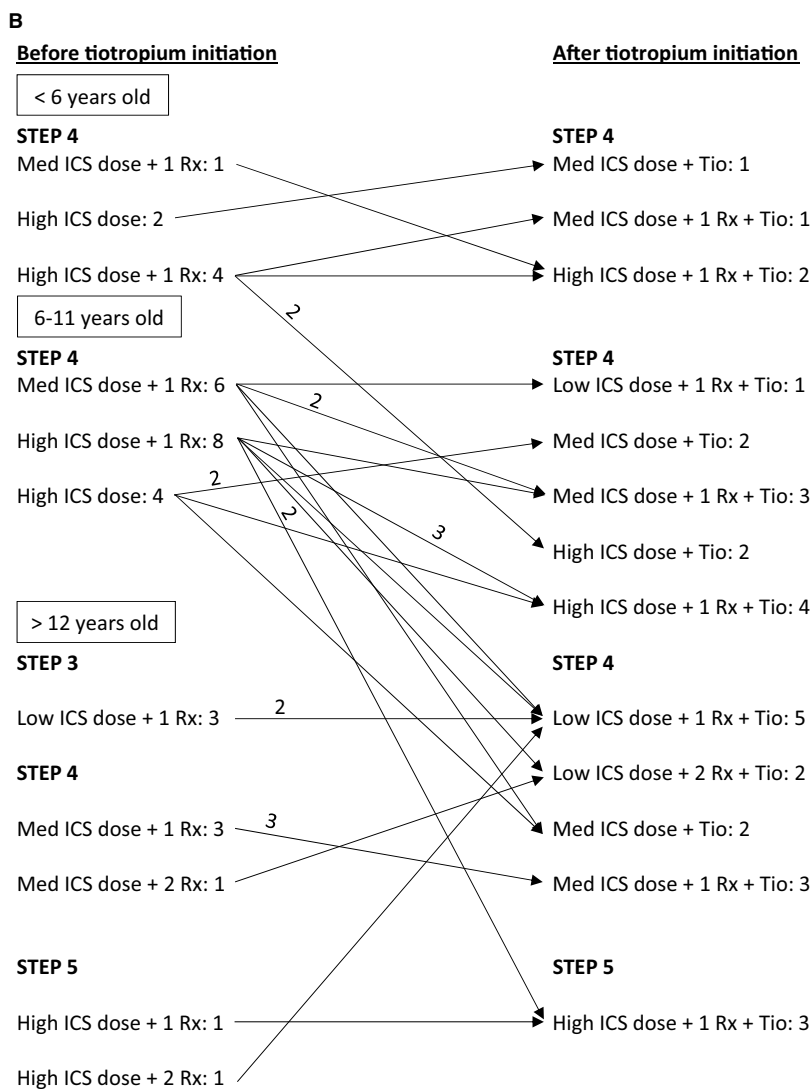 B
Before tiotropium initiation
After tiotropium initiation
< 6 years old
STEP 4
STEP 4
Med ICS dose + 1 Rx: 1
Med ICS dose + Tio: 1
High ICS dose: 2
Med ICS dose + 1 Rx + Tio: 1
High ICS dose + 1 Rx: 4
High ICS dose + 1 Rx + Tio: 2
2
6-11 years old
STEP 4
STEP 4
Med ICS dose + 1 Rx: 6
Low ICS dose + 1 Rx + Tio: 1
2
High ICS dose + 1 Rx: 8
Med ICS dose + Tio: 2
2
High ICS dose: 4
Med ICS dose + 1 Rx + Tio: 3
2
3
High ICS dose + Tio: 2
High ICS dose + 1 Rx + Tio: 4
> 12 years old
STEP 3
STEP 4
Low ICS dose + 1 Rx: 3
2
Low ICS dose + 1 Rx + Tio: 5
STEP 4
Low ICS dose + 2 Rx + Tio: 2
Med ICS dose + 1 Rx: 3
3
Med ICS dose + Tio: 2
Med ICS dose + 2 Rx: 1
Med ICS dose + 1 Rx + Tio: 3
STEP 5
STEP 5
High ICS dose + 1 Rx: 1
High ICS dose + 1 Rx + Tio: 3
High ICS dose + 2 Rx: 1